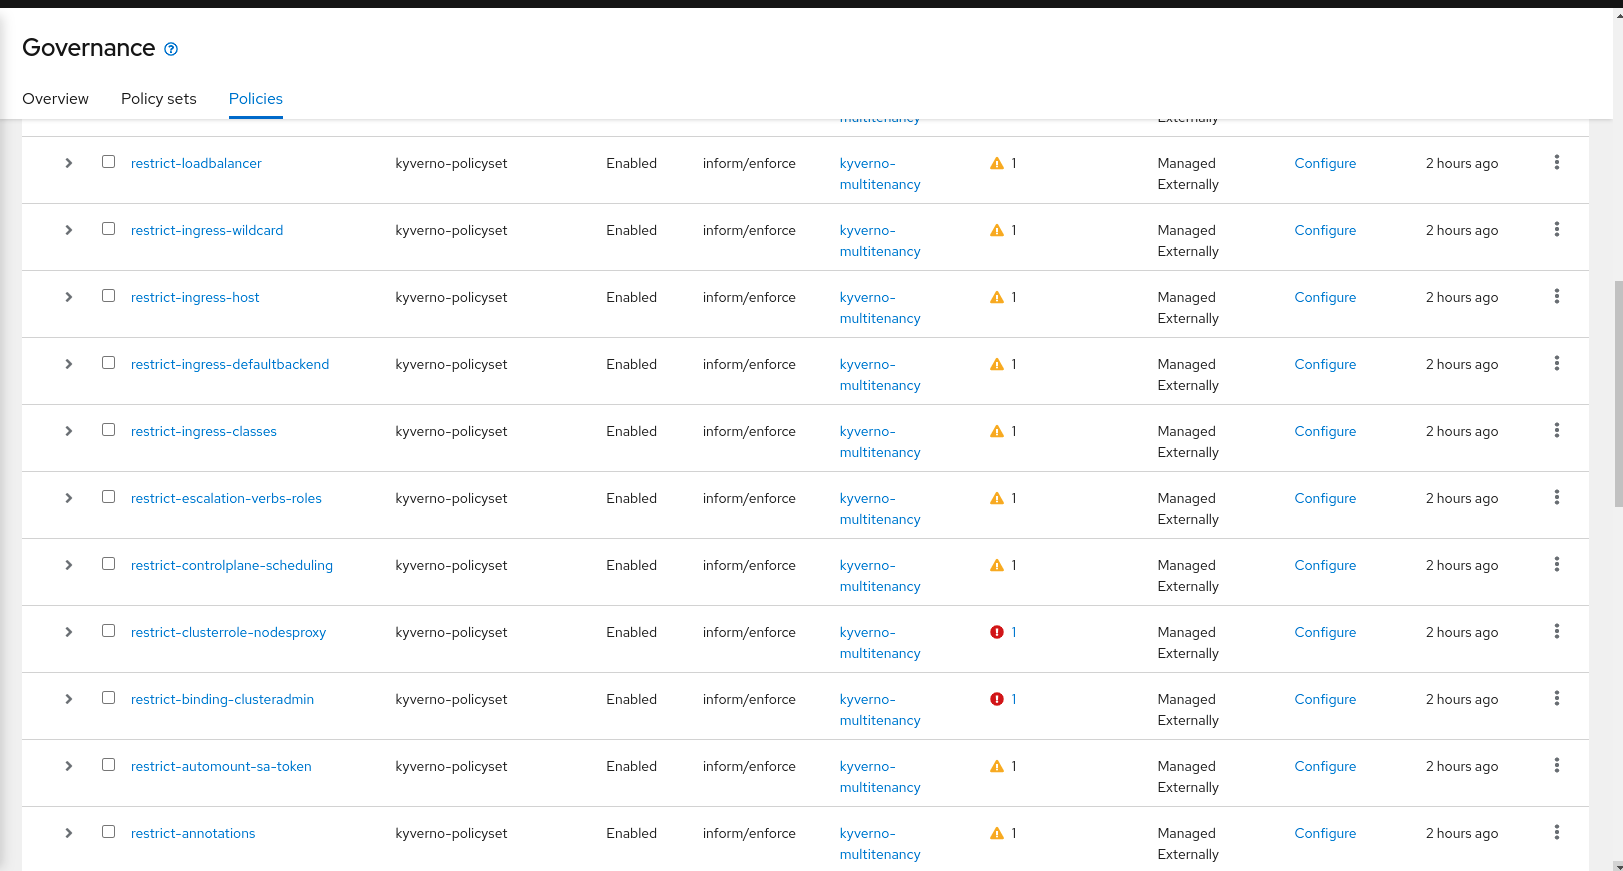 Governance
Overview Policy sets Policies
multitenancy Externally
restrict-loadbalancer kyverno-policyset Enabled inform/enforce kyverno- 1 Managed Configure 2 hours ago
multitenancy Externally
restrict-ingress-wildcard kyverno-policyset Enabled inform/enforce kyverno- 1 Managed Configure 2 hours ago
multitenancy Externally
restrict-ingress-host kyverno-policyset Enabled inform/enforce kyverno- 1 Managed Configure 2 hours ago
multitenancy Externally
restrict-ingress-defaultbackend kyverno-policyset Enabled inform/enforce kyverno- 1 Managed Configure 2 hours ago
multitenancy Externally
restrict-ingress-classes kyverno-policyset Enabled inform/enforce kyverno- 1 Managed Configure 2 hours ago
multitenancy Externally
restrict-escalation-verbs-roles kyverno-policyset Enabled inform/enforce kyverno- 1 Managed Configure 2 hours ago
multitenancy Externally
restrict-controlplane-scheduling kyverno-policyset Enabled inform/enforce kyverno- 1 Managed Configure 2 hours ago
multitenancy Externally
restrict-clusterrole-nodesproxy kyverno-policyset Enabled inform/enforce kyverno- 1 Managed Configure 2 hours ago
multitenancy Externally
restrict-binding-clusteradmin kyverno-policyset Enabled inform/enforce kyverno- 1 Managed Configure 2 hours ago
multitenancy Externally
restrict-automount-sa-token kyverno-policyset Enabled inform/enforce kyverno- 1 Managed Configure 2 hours ago
multitenancy Externally
restrict-annotations kyverno-policyset Enabled inform/enforce kyverno- 1 Managed Configure 2 hours ago
multitenancy Externally